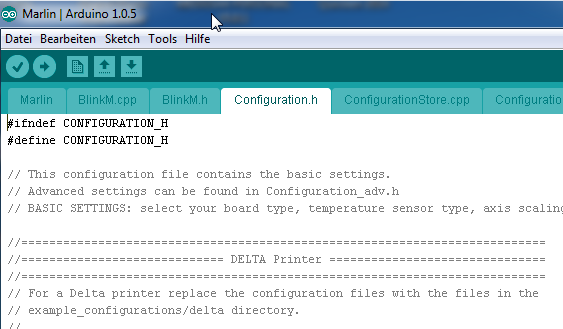 Marlin | Arduino 1.0.5
Datei Bearbeiten Sketch Tools Hilfe
Marlin BlinkM.cpp BlinkM.h Configuration.h ConfigurationStore.cpp Configuration
#ifndef CONFIGURATION_H
#define CONFIGURATION_H
// This configuration file contains the basic settings.
// Advanced settings can be found in Configuration_adv.h
// BASIC SETTINGS: select your board type, temperature sensor type, axis scaling
//===========================================================================
//============================= DELTA Printer ===============================
//===========================================================================
// For a Delta printer replace the configuration files with the files in the
// example_configurations/delta directory.
//